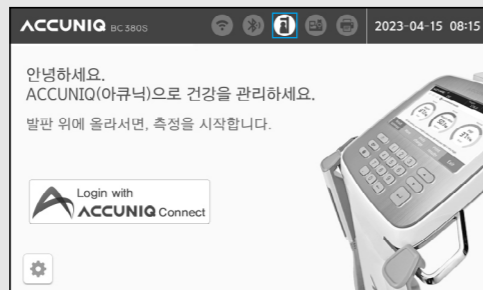 ACCUNIQ BC 380S
2023-04-15 08:15
안녕하세요.
ACCUNIQ(아큐닉)으로 건강을 관리하세요.
발판 위에 올라서면, 측정을 시작합니다.
Login with
ACCUNIQ Connect